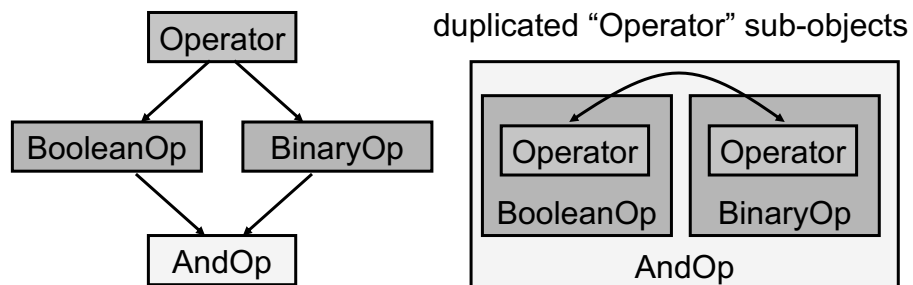 Operator
BooleanOp
BinaryOp
AndOp
duplicated “Operator” sub-objects
Operator
Operator
BooleanOp
BinaryOp
AndOp